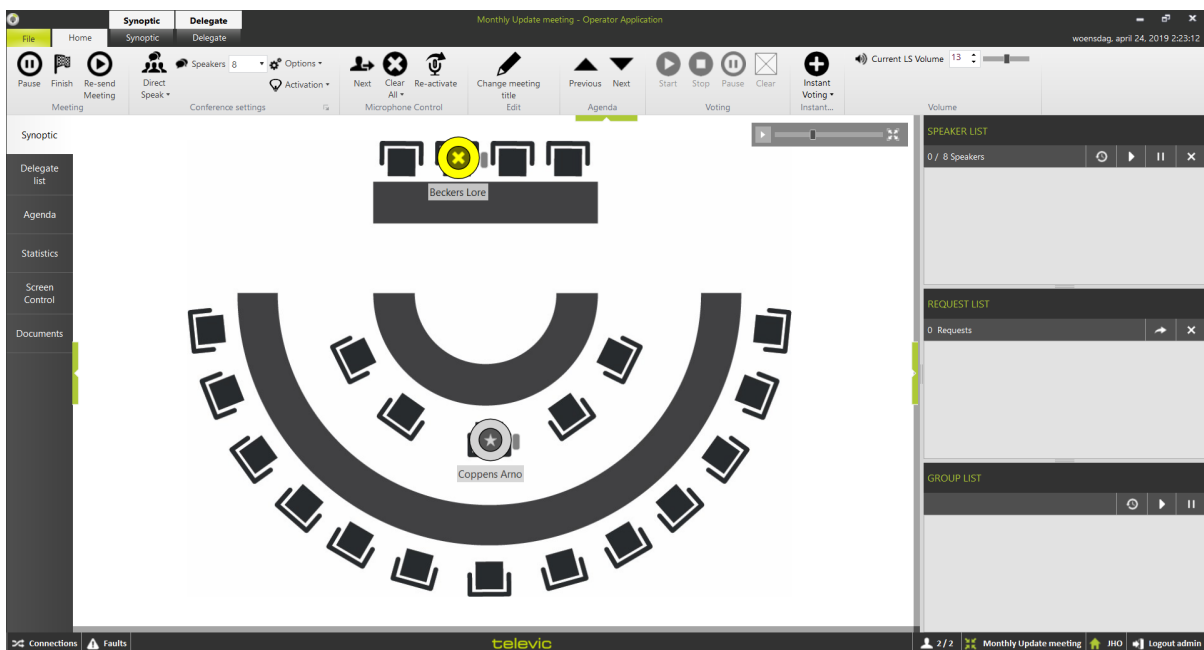 Synoptic Delegate
Monthly Update meeting - Operator Application
File Home Synoptic Delegate
woensdag, april 24, 2019 2:23:12
Pause Finish Re-send Meeting
Meeting
Direct Speak
Speakers 8
Options
Activation
Conference settings
Next Clear All Re-activate
Microphone Control
Change meeting title
Edit
Previous Next
Agenda
Start Stop Pause Clear
Voting
Instant Voting
Instant...
Current LS Volume 13
Volume
Synoptic
Delegate
list
Agenda
Statistics
Screen
Control
Documents
Beckers Lore
Coppens Arno
SPEAKER LIST
0 / 8 Speakers
REQUEST LIST
0 Requests
GROUP LIST
Connections Faults televic 2 / 2 Monthly Update meeting JHO Logout admin